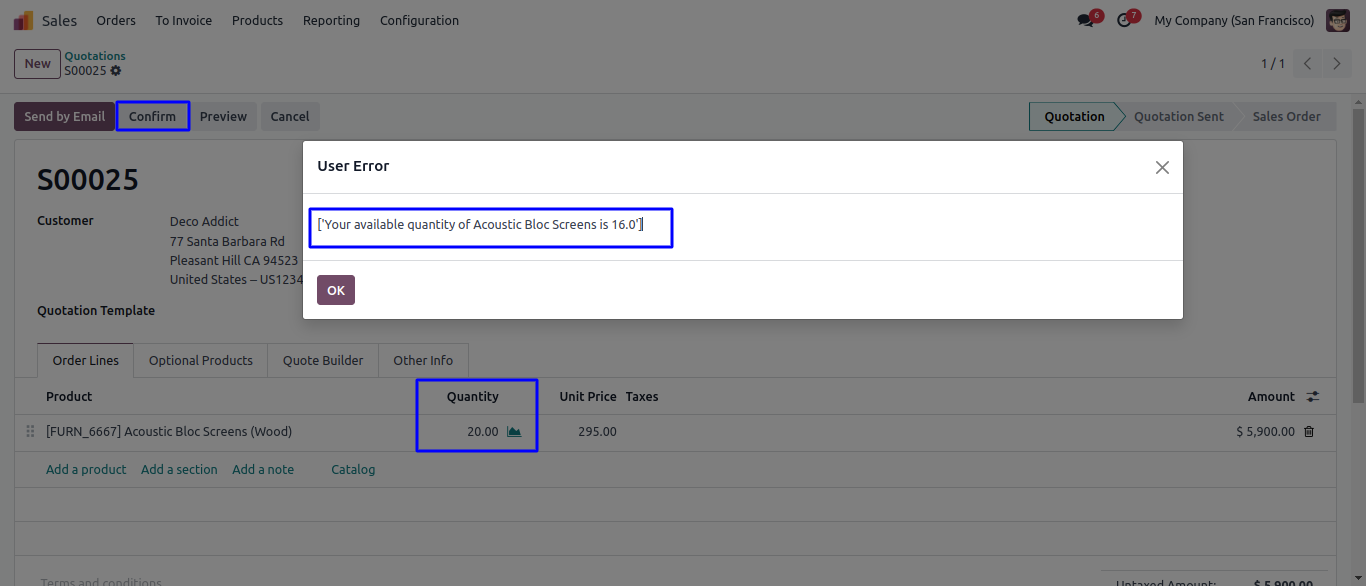 Sales Orders To Invoice Products Reporting Configuration 6 7 My Company (San Francisco)
New Quotations
S00025 1 / 1
Send by Email Confirm Preview Cancel Quotation Quotation Sent Sales Order
User Error
S00025
['Your available quantity of Acoustic Bloc Screens is 16.0']
Customer Deco Addict
77 Santa Barbara Rd
Pleasant Hill CA 94523
United States – US1234
OK
Quotation Template
Order Lines Optional Products Quote Builder Other Info
Product Quantity Unit Price Taxes Amount
[FURN_6667] Acoustic Bloc Screens (Wood) 20.00 295.00 $ 5,900.00
Add a product Add a section Add a note Catalog
Terms and conditions
Untaxed Amount: $ 5,900.00